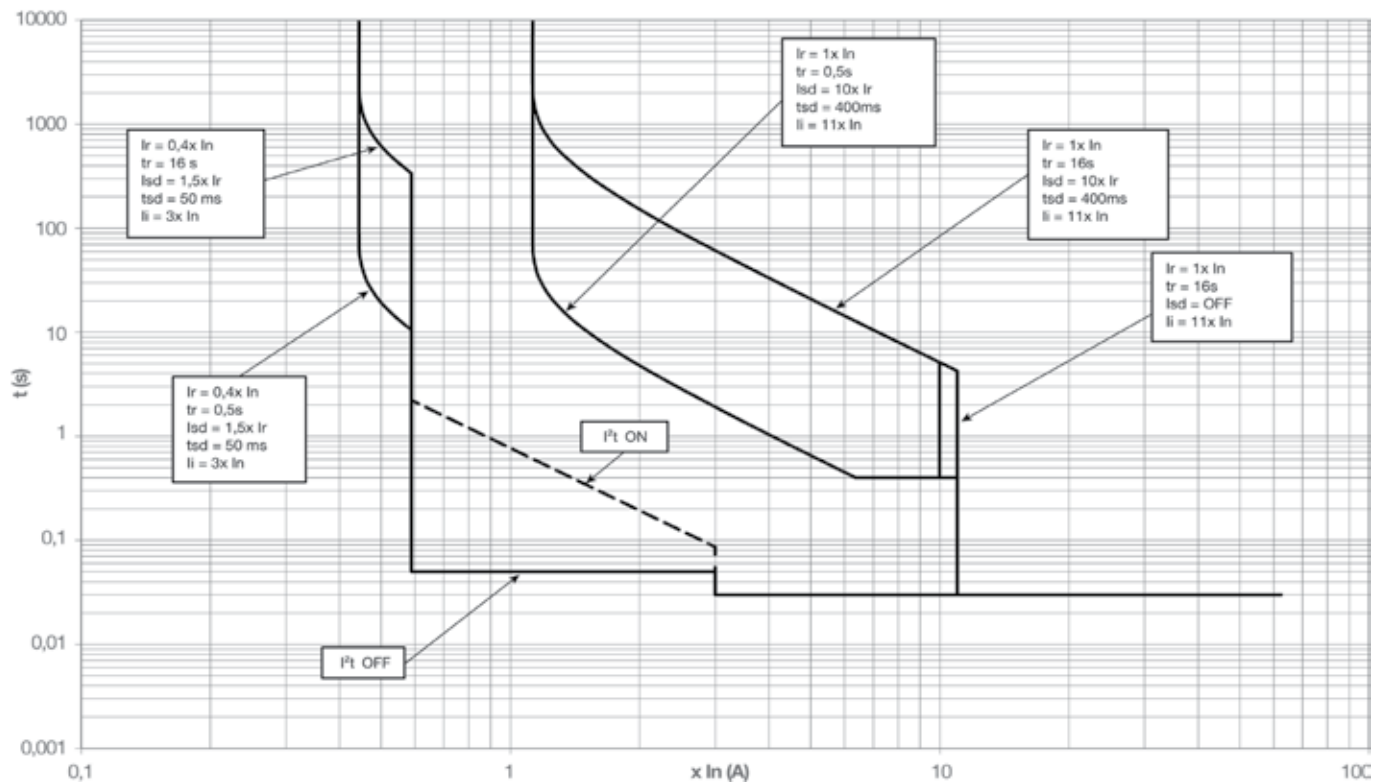 10000
1000
100
10
1
0,1
0,01
0,001
t (s)
0,1
1
x In (A)
10
100
Ir = 0,4x In
tr = 16 s
Isd = 1,5x Ir
tsd = 50 ms
Ii = 3x In
Ir = 0,4x In
tr = 0,5s
Isd = 1,5x Ir
tsd = 50 ms
Ii = 3x In
Ir = 1x In
tr = 0,5s
Isd = 10x Ir
tsd = 400ms
Ii = 11x In
Ir = 1x In
tr = 16s
Isd = 10x Ir
tsd = 400ms
Ii = 11x In
Ir = 1x In
tr = 16s
Isd = OFF
Ii = 11x In
I²t ON
I²t OFF